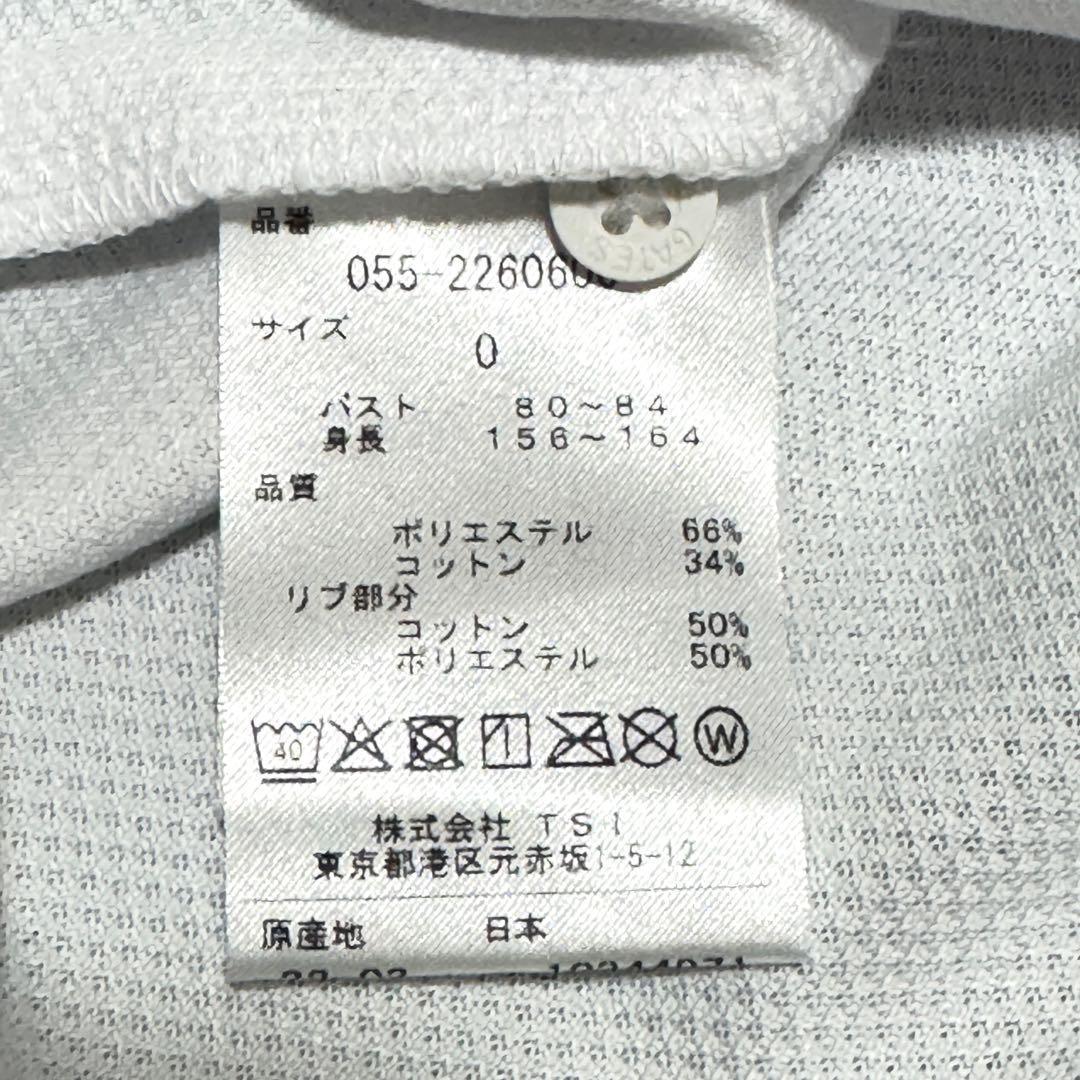 品番
GATES
サイズ
0
バスト 80～84
身長 156～164
品質
ポリエステル 66%
コットン 34%
リブ部分
コットン 50%
ポリエステル 50%
40
W
株式会社 TSI
東京都港区元赤坂1-5-12
原産地 日本